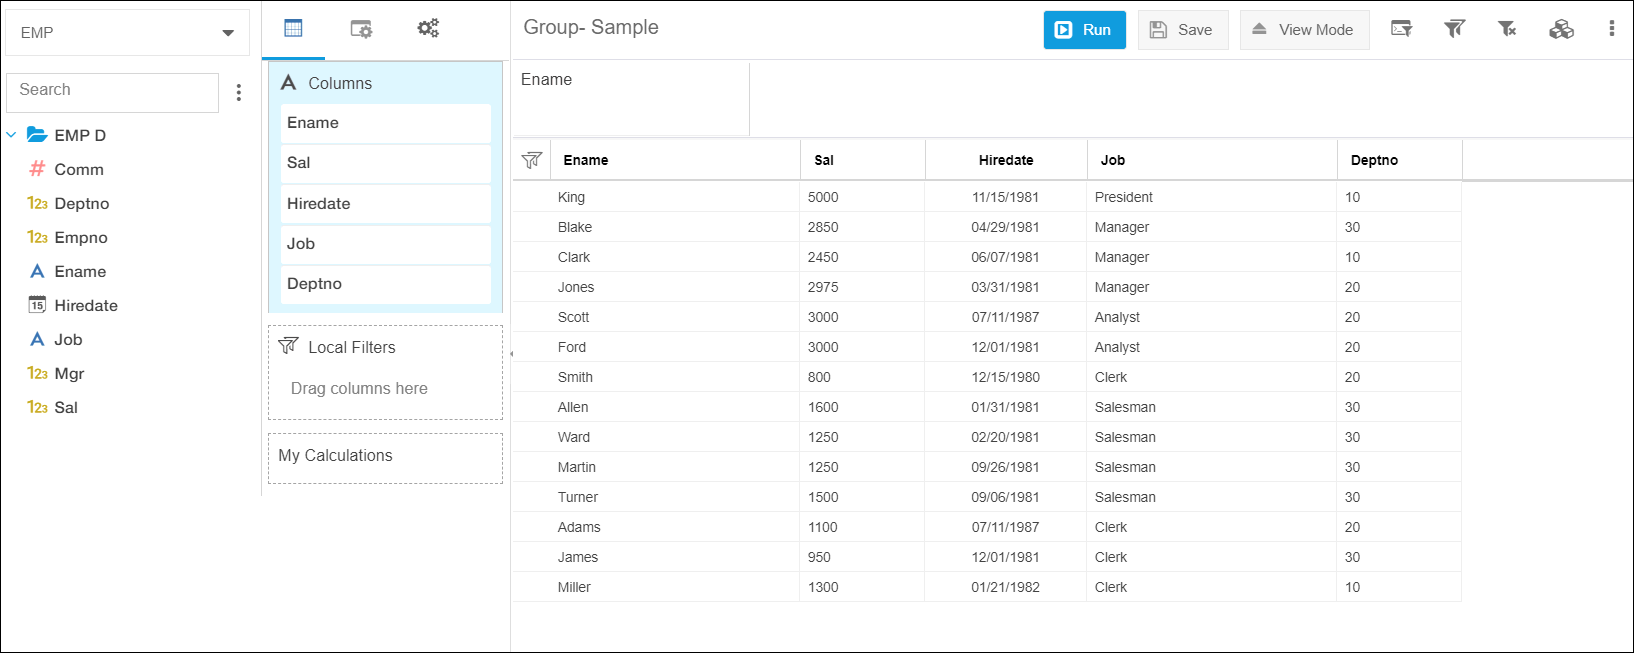 EMP
Search
EMP D
Comm
123 Deptno
123 Empno
A Ename
15 Hiredate
A Job
123 Mgr
123 Sal
A Columns
Ename
Sal
Hiredate
Job
Deptno
Local Filters
Drag columns here
My Calculations
Group- Sample
Run
Save
View Mode
Ename
Ename Sal Hiredate Job Deptno
King 5000 11/15/1981 President 10
Blake 2850 04/29/1981 Manager 30
Clark 2450 06/07/1981 Manager 10
Jones 2975 03/31/1981 Manager 20
Scott 3000 07/11/1987 Analyst 20
Ford 3000 12/01/1981 Analyst 20
Smith 800 12/15/1980 Clerk 20
Allen 1600 01/31/1981 Salesman 30
Ward 1250 02/20/1981 Salesman 30
Martin 1250 09/26/1981 Salesman 30
Turner 1500 09/06/1981 Salesman 30
Adams 1100 07/11/1987 Clerk 20
James 950 12/01/1981 Clerk 30
Miller 1300 01/21/1982 Clerk 10